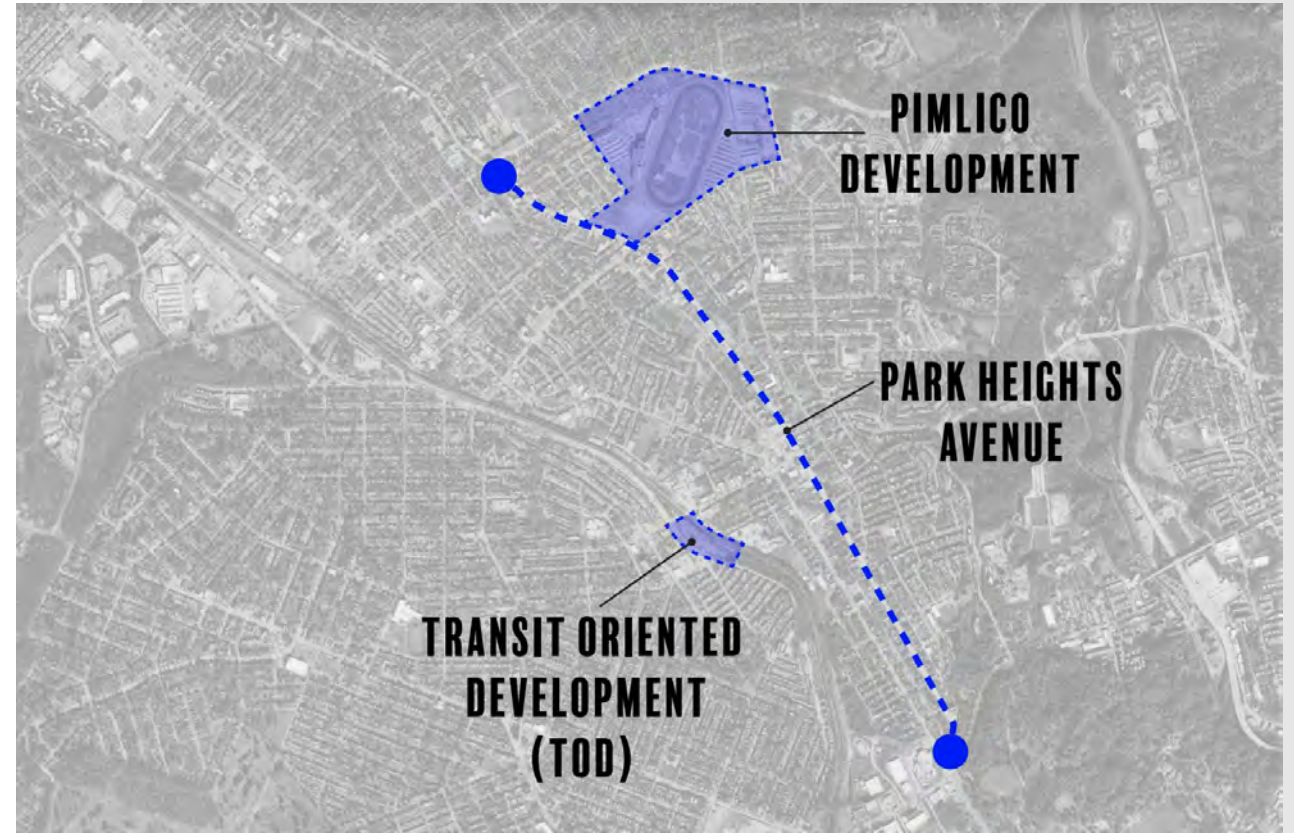 PIMLICO
DEVELOPMENT
PARK HEIGHTS
AVENUE
TRANSIT ORIENTED
DEVELOPMENT
(TOD)